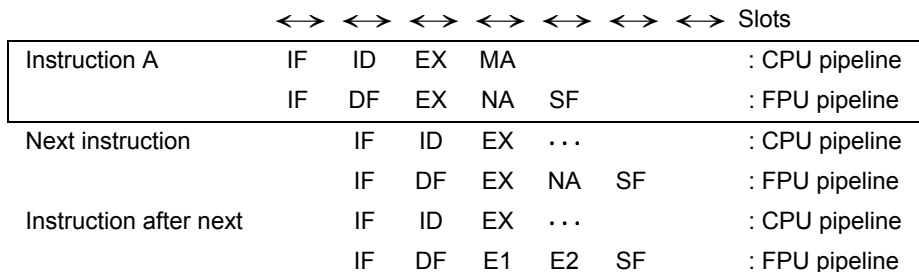 Slots
Instruction A IF ID EX MA : CPU pipeline
IF DF EX NA SF : FPU pipeline
Next instruction IF ID EX ··· : CPU pipeline
IF DF EX NA SF : FPU pipeline
Instruction after next IF ID EX ··· : CPU pipeline
IF DF E1 E2 SF : FPU pipeline